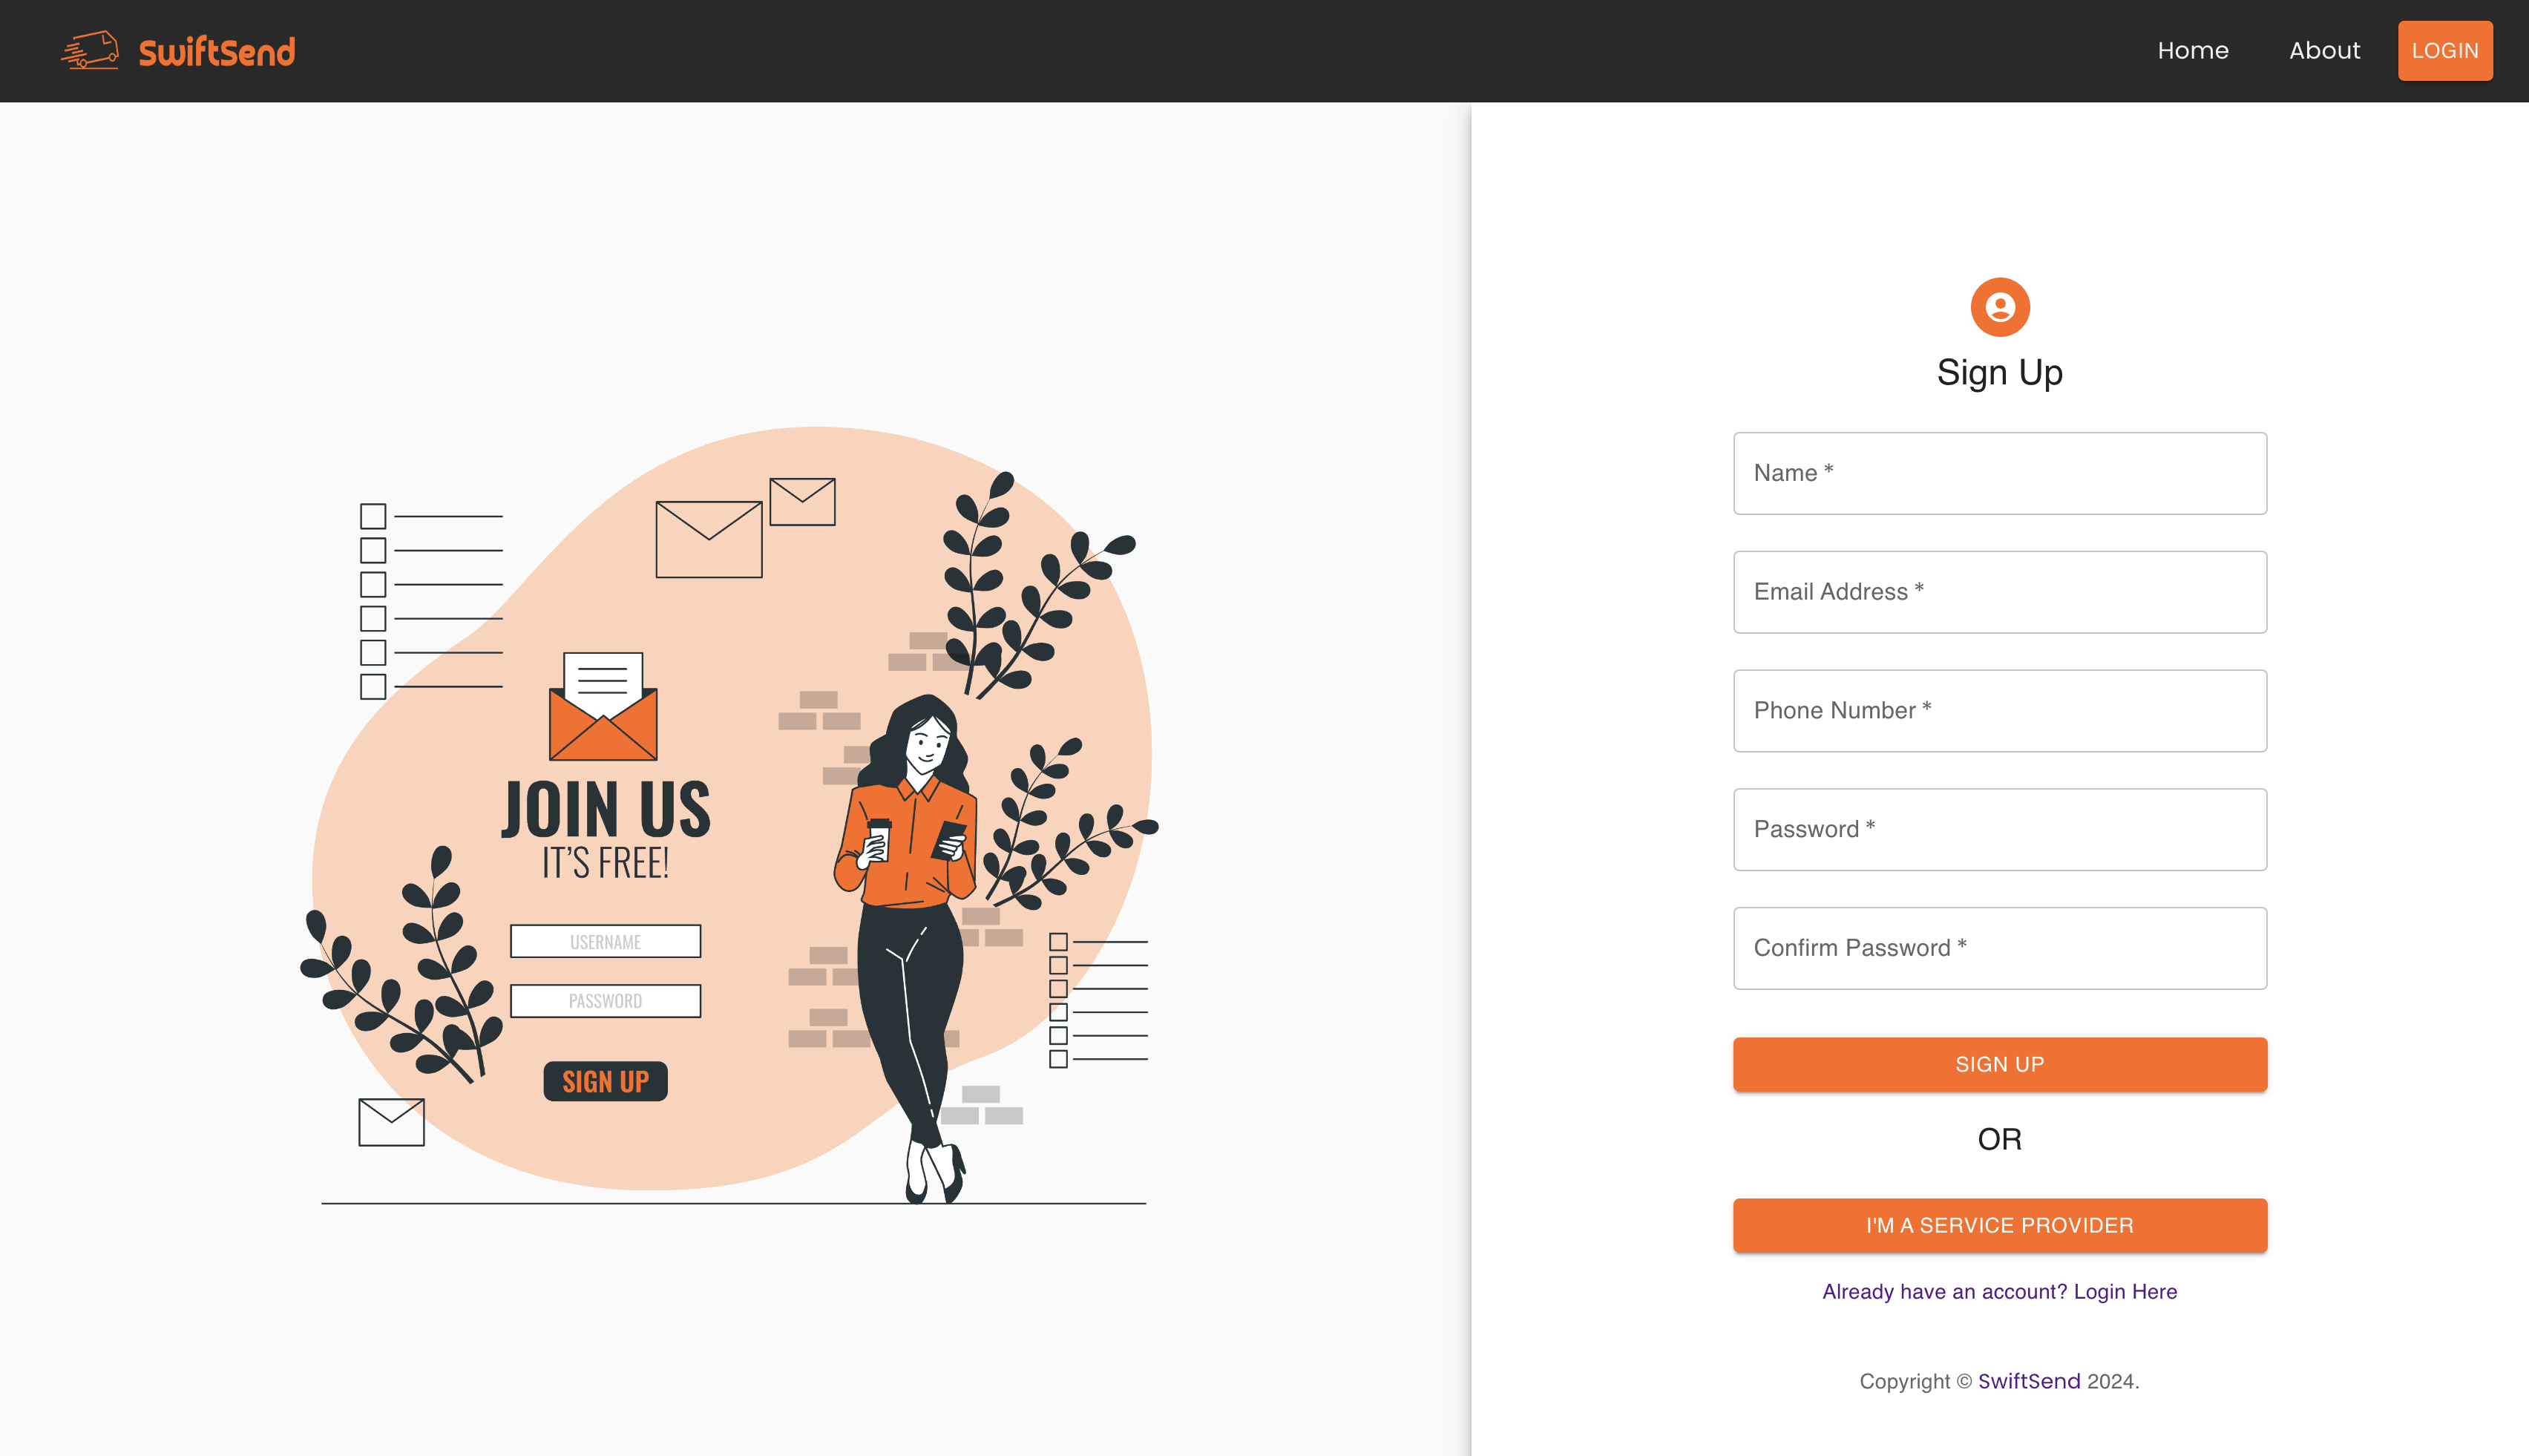 SwiftSend
Home
About
LOGIN
JOIN US
IT'S FREE!
USERNAME
PASSWORD
SIGN UP
Sign Up
Name *
Email Address *
Phone Number *
Password *
Confirm Password *
SIGN UP
OR
I'M A SERVICE PROVIDER
Already have an account? Login Here
Copyright © SwiftSend 2024.